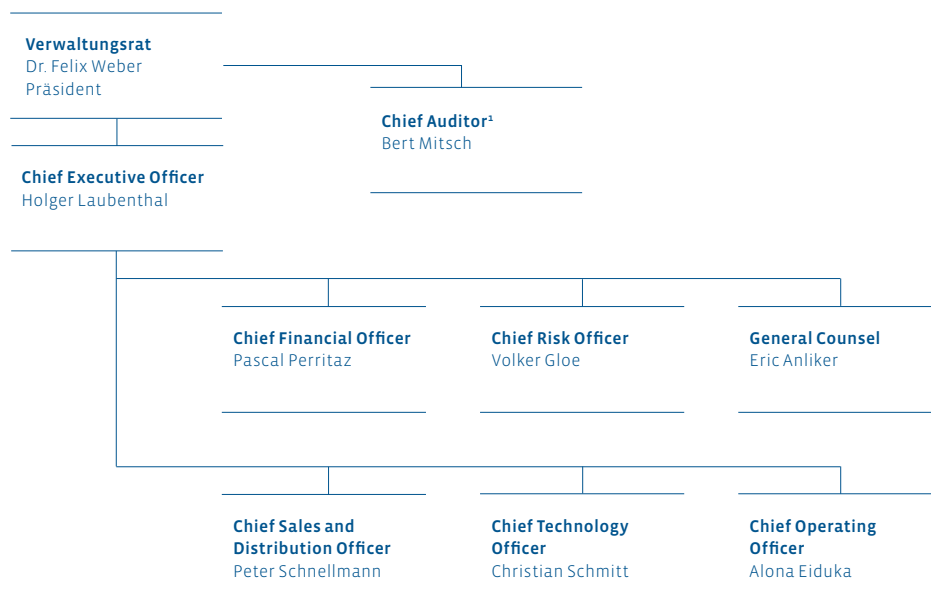 Verwaltungsrat
Dr. Felix Weber
Präsident
Chief Auditor¹
Bert Mitsch
Chief Executive Officer
Holger Laubenthal
Chief Financial Officer
Pascal Perritaz
Chief Risk Officer
Volker Gloe
General Counsel
Eric Anliker
Chief Sales and
Distribution Officer
Peter Schnellmann
Chief Technology
Officer
Christian Schmitt
Chief Operating
Officer
Alona Eiduka